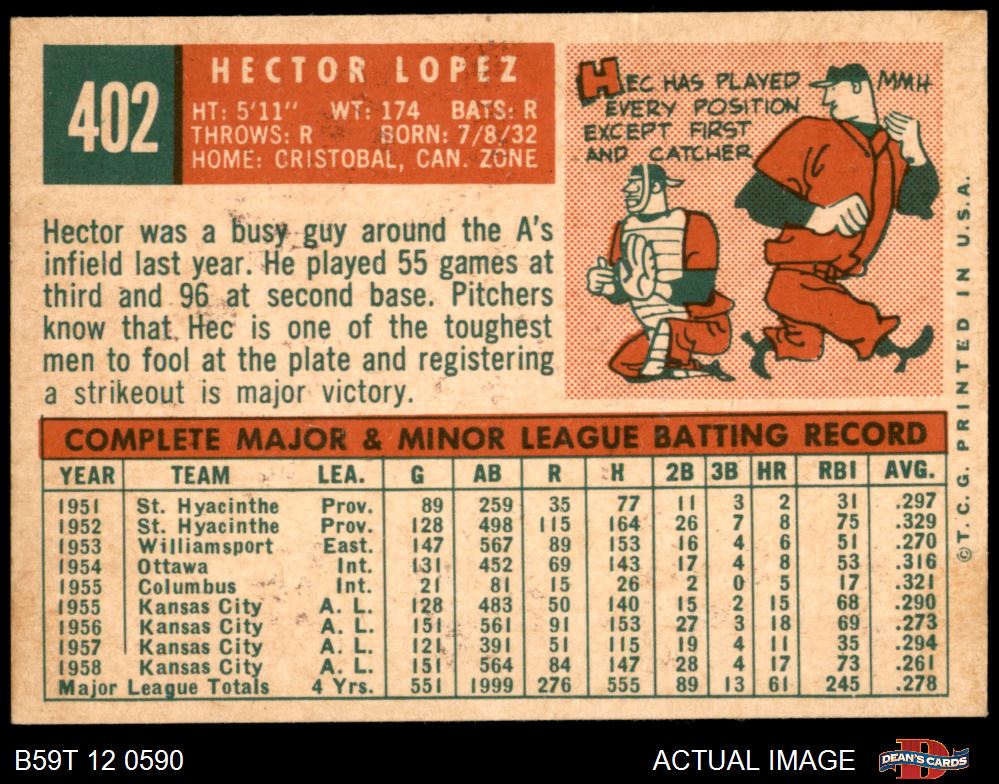 402
HECTOR LOPEZ
HT: 5'11" WT: 174 BATS: R
THROWS: R BORN: 7/8/32
HOME: CRISTOBAL, CAN. ZONE
HEC HAS PLAYED
EVERY POSITION
EXCEPT FIRST
AND CATCHER
MMH
Hector was a busy guy around the A's
infield last year. He played 55 games at
third and 96 at second base. Pitchers
know that Hec is one of the toughest
men to fool at the plate and registering
a strikeout is major victory.
COMPLETE MAJOR & MINOR LEAGUE BATTING RECORD
YEAR TEAM LEA. G AB R H 2B 3B HR RBI AVG.
1951 St. Hyacinthe Prov. 89 259 35 77 11 3 2 31 .297
1952 St. Hyacinthe Prov. 128 498 115 164 26 7 8 75 .329
1953 Williamsport East. 147 567 89 153 16 4 6 51 .270
1954 Ottawa Int. 131 452 69 143 17 4 8 53 .316
1955 Columbus Int. 21 81 15 26 2 0 5 17 .321
1955 Kansas City A. L. 128 483 50 140 15 2 15 68 .290
1956 Kansas City A. L. 151 561 91 153 27 3 18 69 .273
1957 Kansas City A. L. 121 391 51 115 19 4 11 35 .294
1958 Kansas City A. L. 151 564 84 147 28 4 17 73 .261
Major League Totals 4 Yrs. 551 1999 276 555 89 13 61 245 .278
©T.C.G. PRINTED IN U.S.A.
B59T 12 0590
ACTUAL IMAGE
DEAN'S CARDS